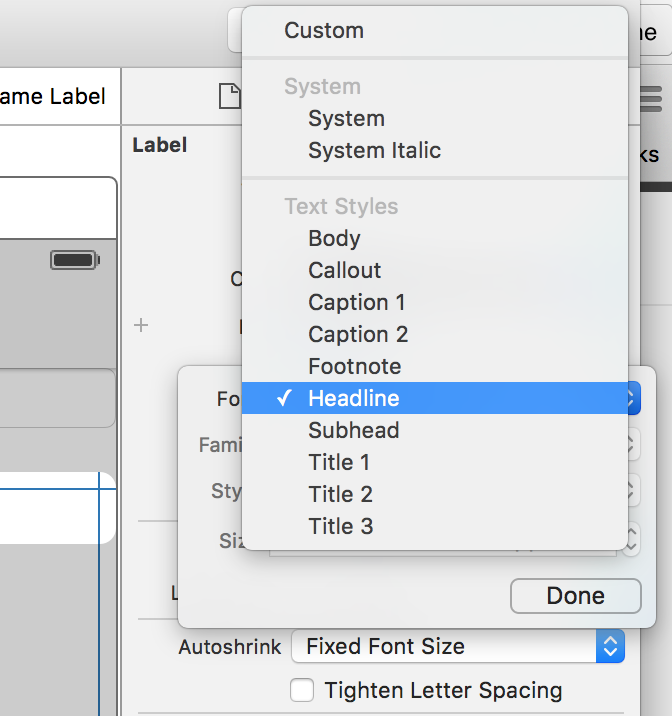 Custom
ame Label
System
System
System Italic
Label
ks
Text Styles
Body
Callout
Caption 1
Caption 2
Footnote
Fo
✓ Headline
Fami
Subhead
Title 1
Sty
Title 2
Siz
Title 3
Done
Autoshrink Fixed Font Size
Tighten Letter Spacing